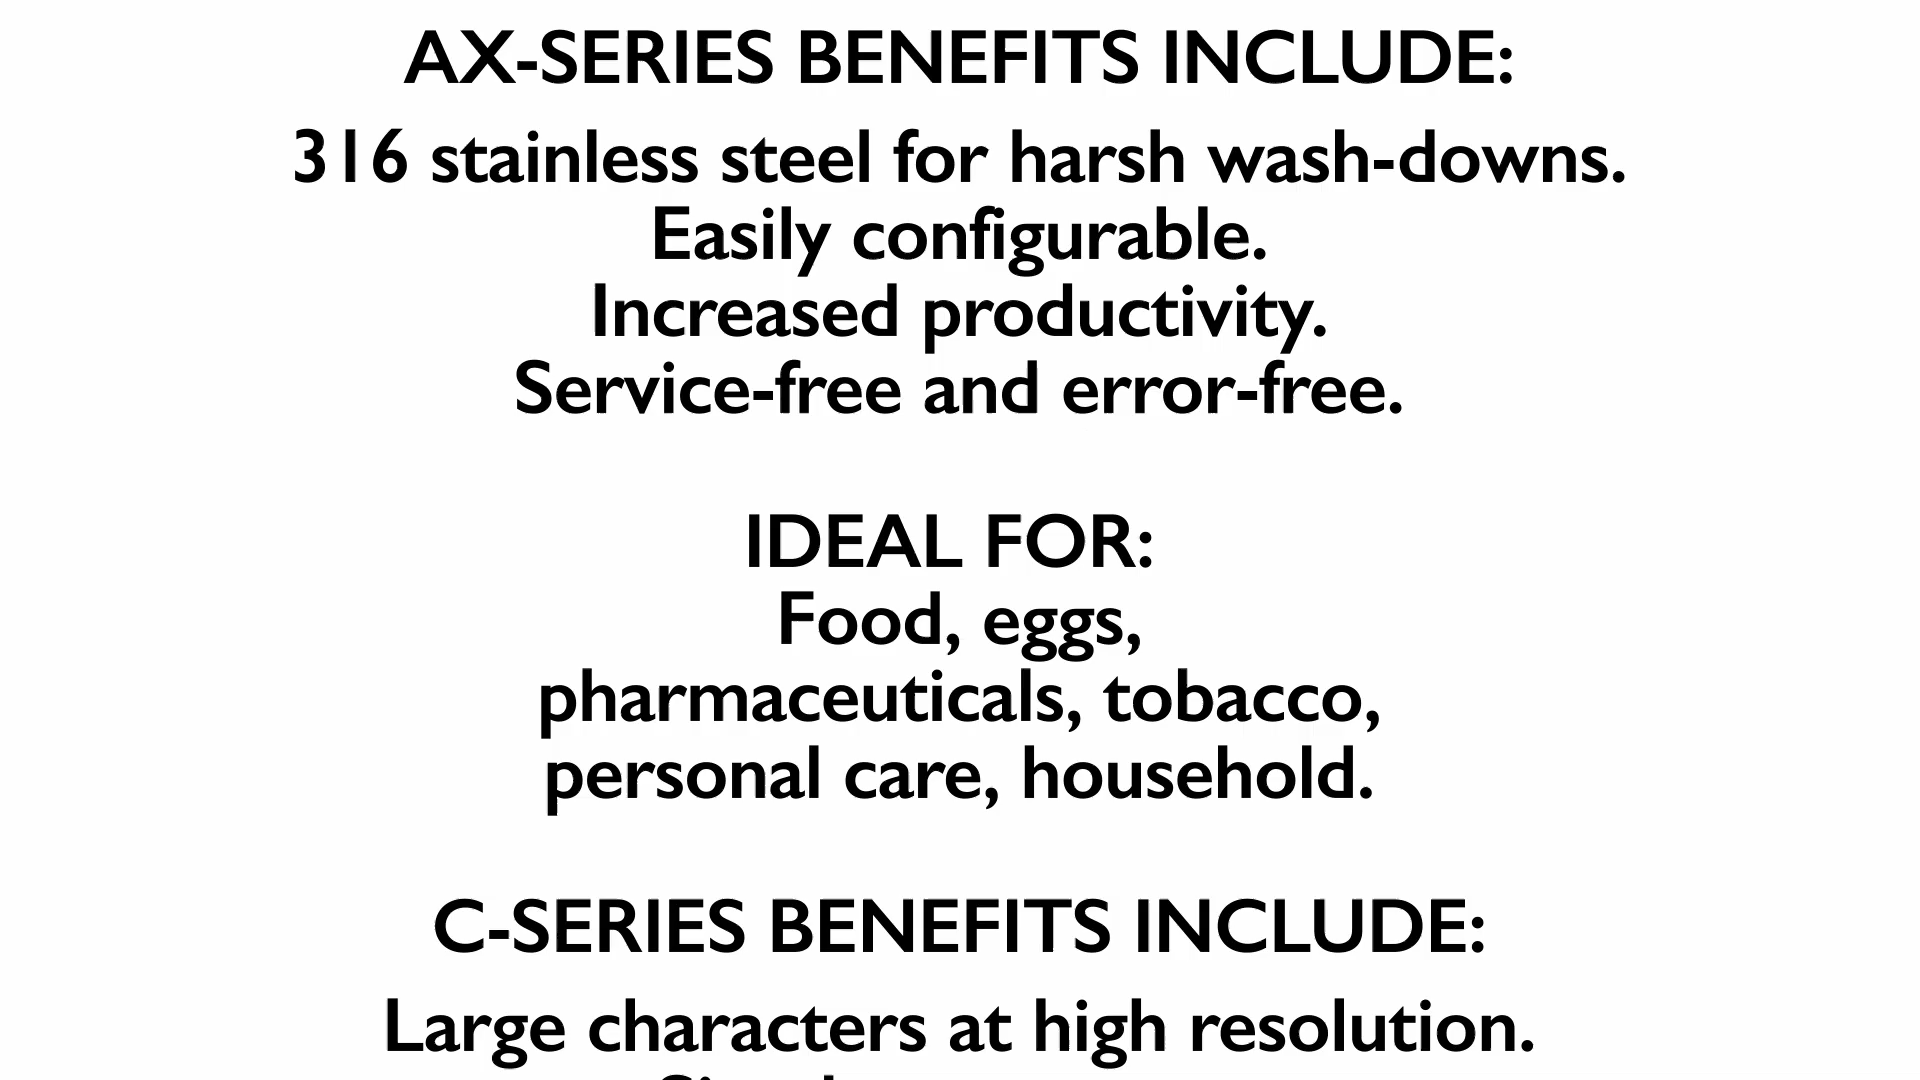 AX-SERIES BENEFITS INCLUDE:
316 stainless steel for harsh wash-downs.
Easily configurable.
Increased productivity.
Service-free and error-free.
IDEAL FOR:
Food, eggs,
pharmaceuticals, tobacco,
personal care, household.
C-SERIES BENEFITS INCLUDE:
Large characters at high resolution.